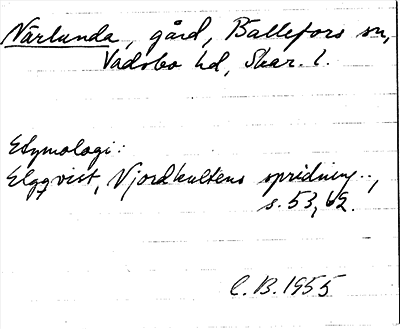 Närlunda, gård, Ballefors sn,
Vadsbo hd, Skar. l.
Etymologi:
Elgqvist, Njordkultens spridning..,
s. 53, 62.
C.B. 1955